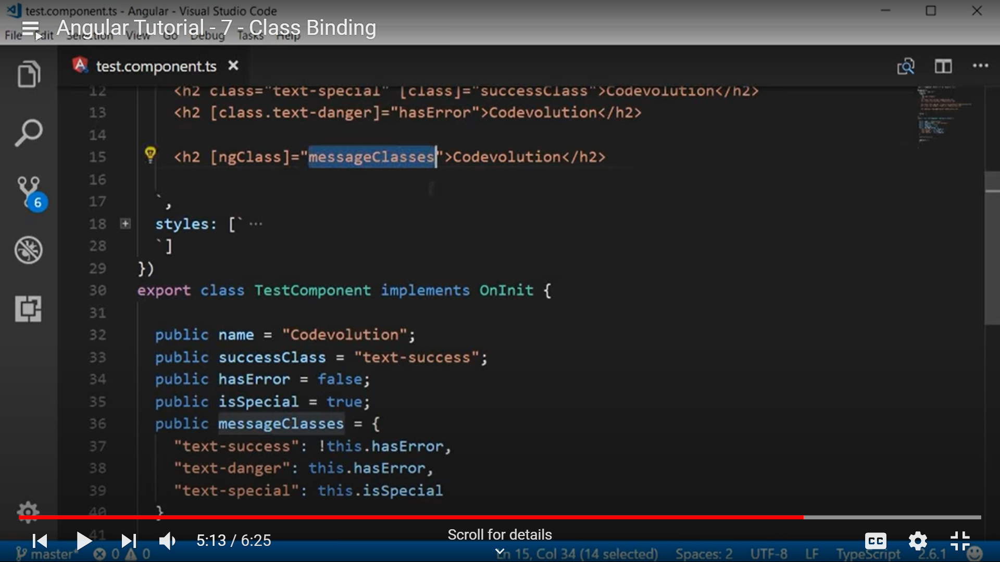 test.component.ts - Angular - Visual Studio Code
Angular Tutorial - 7 - Class Binding
File Edit Selection View Go Debug Tasks Help
test.component.ts
12 <h2 class="text-special" [class]="successClass">Codevolution</h2>
13 <h2 [class.text-danger]="hasError">Codevolution</h2>
14
15 <h2 [ngClass]="messageClasses">Codevolution</h2>
16
17 `,
18 styles: [` ...
28 `]
29 })
30 export class TestComponent implements OnInit {
31
32 public name = "Codevolution";
33 public successClass = "text-success";
34 public hasError = false;
35 public isSpecial = true;
36 public messageClasses = {
37 "text-success": !this.hasError,
38 "text-danger": this.hasError,
39 "text-special": this.isSpecial
40 }
41
6
5:13 / 6:25
Scroll for details
CC
master* 0 0 Ln 15, Col 34 (14 selected) Spaces: 2 UTF-8 LF TypeScript 2.6.1